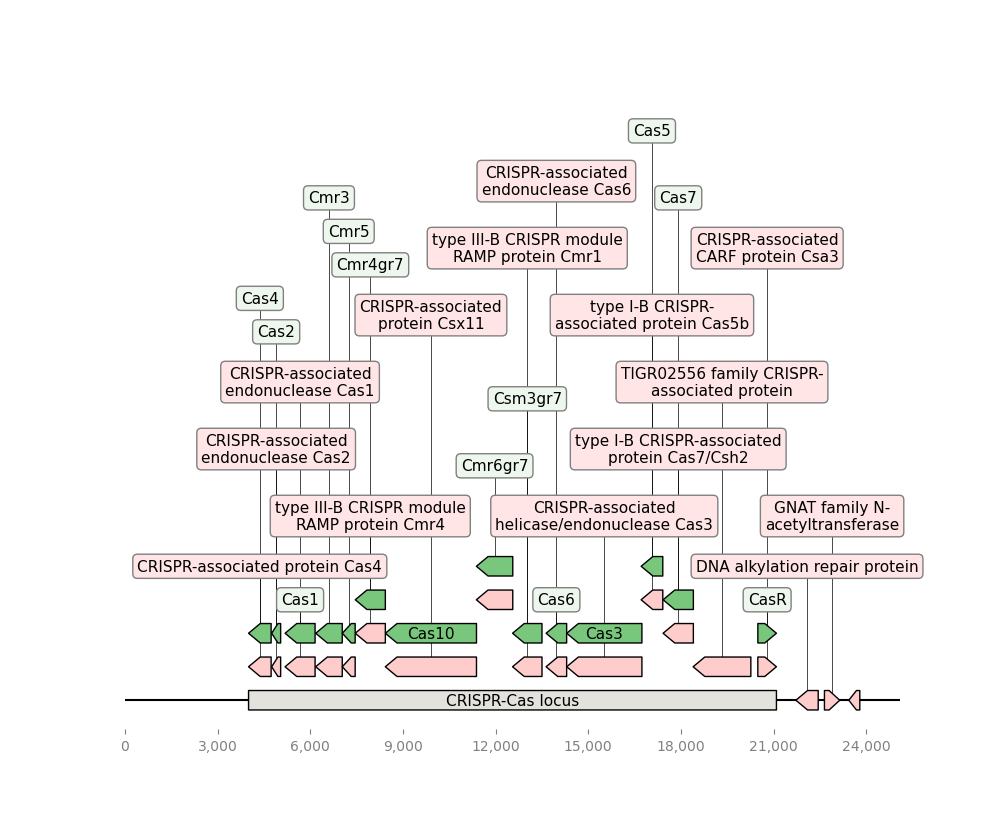 Cas5
CRISPR-associated
endonuclease Cas6
Cmr3
Cas7
Cmr5
type III-B CRISPR module
RAMP protein Cmr1
CRISPR-associated
CARF protein Csa3
Cmr4gr7
Cas4
CRISPR-associated
protein Csx11
type I-B CRISPR-
associated protein Cas5b
Cas2
CRISPR-associated
endonuclease Cas1
TIGR02556 family CRISPR-
associated protein
Csm3gr7
CRISPR-associated
endonuclease Cas2
type I-B CRISPR-associated
protein Cas7/Csh2
Cmr6gr7
type III-B CRISPR module
RAMP protein Cmr4
CRISPR-associated
helicase/endonuclease Cas3
GNAT family N-
acetyltransferase
CRISPR-associated protein Cas4
DNA alkylation repair protein
Cas1
Cas6
CasR
Cas10
Cas3
CRISPR-Cas locus
0 3,000 6,000 9,000 12,000 15,000 18,000 21,000 24,000